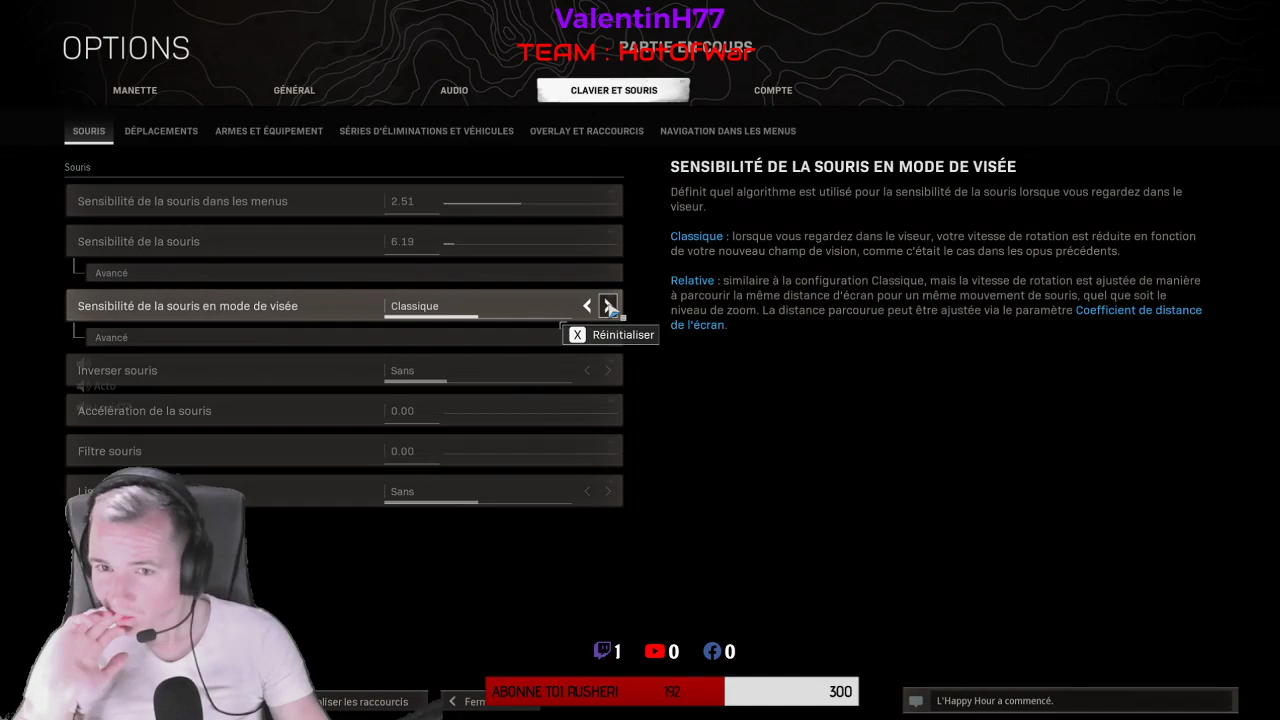 ValentinH77
TEAM : HotOfWar
PARTIE EN COURS
OPTIONS
MANETTE
GÉNÉRAL
AUDIO
CLAVIER ET SOURIS
COMPTE
SOURIS
DÉPLACEMENTS
ARMES ET ÉQUIPEMENT
SÉRIES D'ÉLIMINATIONS ET VÉHICULES
OVERLAY ET RACCOURCIS
NAVIGATION DANS LES MENUS
Souris
Sensibilité de la souris dans les menus 2.51
Sensibilité de la souris 6.19
Avancé
Sensibilité de la souris en mode de visée Classique
Avancé
X Réinitialiser
Inverser souris Sans
Acto
Accélération de la souris 0.00
Filtre souris 0.00
Sans
SENSIBILITÉ DE LA SOURIS EN MODE DE VISÉE
Définit quel algorithme est utilisé pour la sensibilité de la souris lorsque vous regardez dans le
viseur.
Classique : lorsque vous regardez dans le viseur, votre vitesse de rotation est réduite en fonction
de votre nouveau champ de vision, comme c'était le cas dans les opus précédents.
Relative : similaire à la configuration Classique, mais la vitesse de rotation est ajustée de manière
à parcourir la même distance d'écran pour un même mouvement de souris, quel que soit le
niveau de zoom. La distance parcourue peut être ajustée via le paramètre Coefficient de distance
de l'écran.
1 0 0
aliser les raccourcis
Ferm
ABONNE TOI RUSHER! 192 300
L'Happy Hour a commencé.